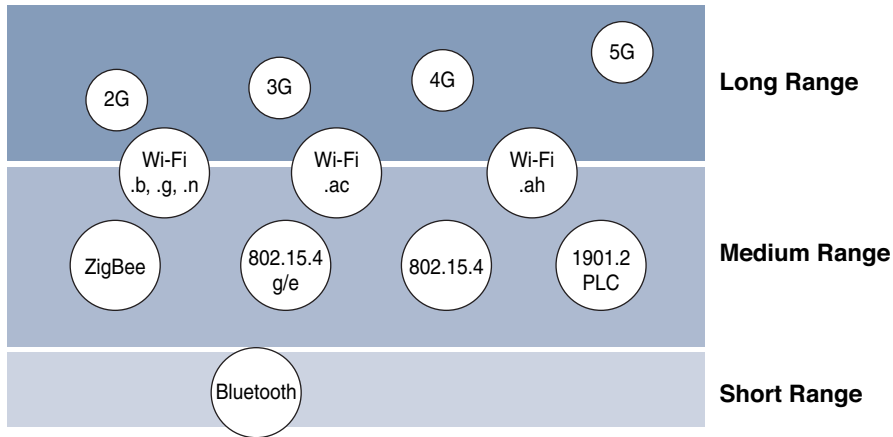 2G
3G
4G
5G
Long Range
Wi-Fi
.b, .g, .n
Wi-Fi
.ac
Wi-Fi
.ah
ZigBee
802.15.4
g/e
802.15.4
1901.2
PLC
Medium Range
Bluetooth
Short Range